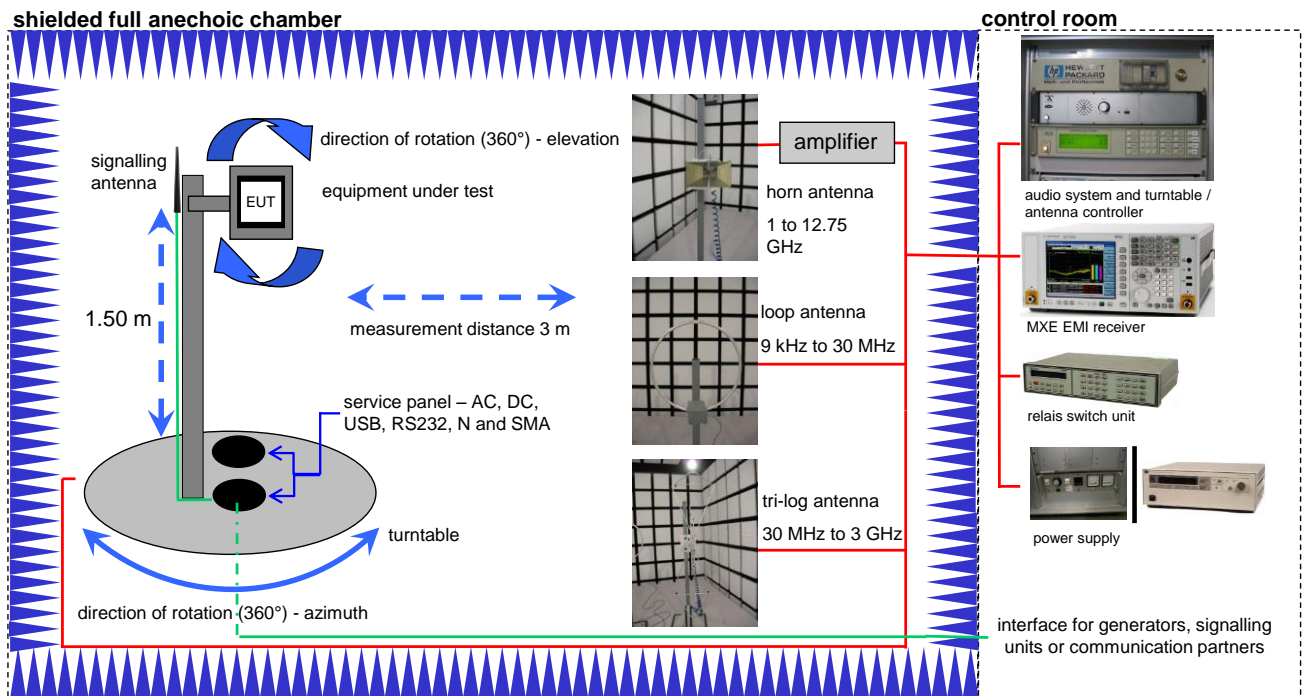 shielded full anechoic chamber
control room
signalling
antenna
direction of rotation (360°) - elevation
EUT
equipment under test
1.50 m
measurement distance 3 m
service panel – AC, DC,
USB, RS232, N and SMA
turntable
direction of rotation (360°) - azimuth
amplifier
horn antenna
1 to 12.75
GHz
loop antenna
9 kHz to 30 MHz
tri-log antenna
30 MHz to 3 GHz
hp HEWLETT
PACKARD
audio system and turntable /
antenna controller
MXE EMI receiver
relais switch unit
power supply
interface for generators, signalling
units or communication partners